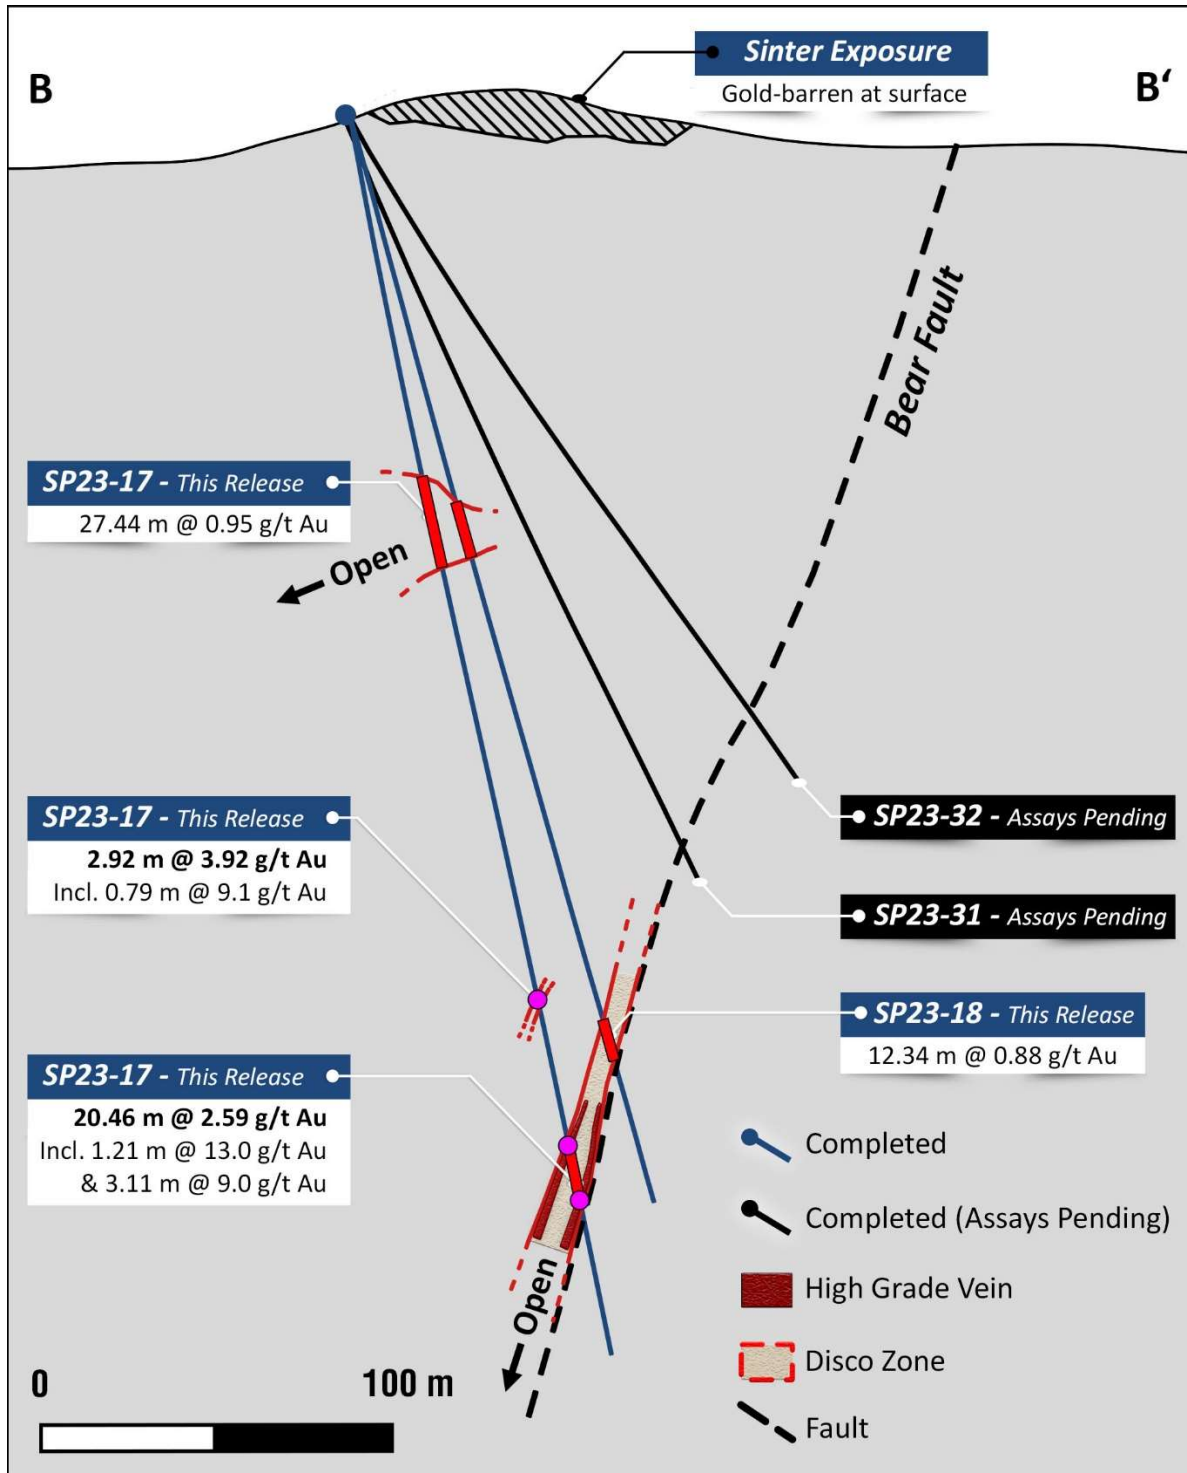 B
Sinter Exposure
Gold-barren at surface
B‘
Bear Fault
SP23-17 - This Release
27.44 m @ 0.95 g/t Au
Open
SP23-17 - This Release
2.92 m @ 3.92 g/t Au
Incl. 0.79 m @ 9.1 g/t Au
SP23-32 - Assays Pending
SP23-31 - Assays Pending
SP23-18 - This Release
12.34 m @ 0.88 g/t Au
SP23-17 - This Release
20.46 m @ 2.59 g/t Au
Incl. 1.21 m @ 13.0 g/t Au
& 3.11 m @ 9.0 g/t Au
Open
Completed
Completed (Assays Pending)
High Grade Vein
Disco Zone
Fault
0
100 m